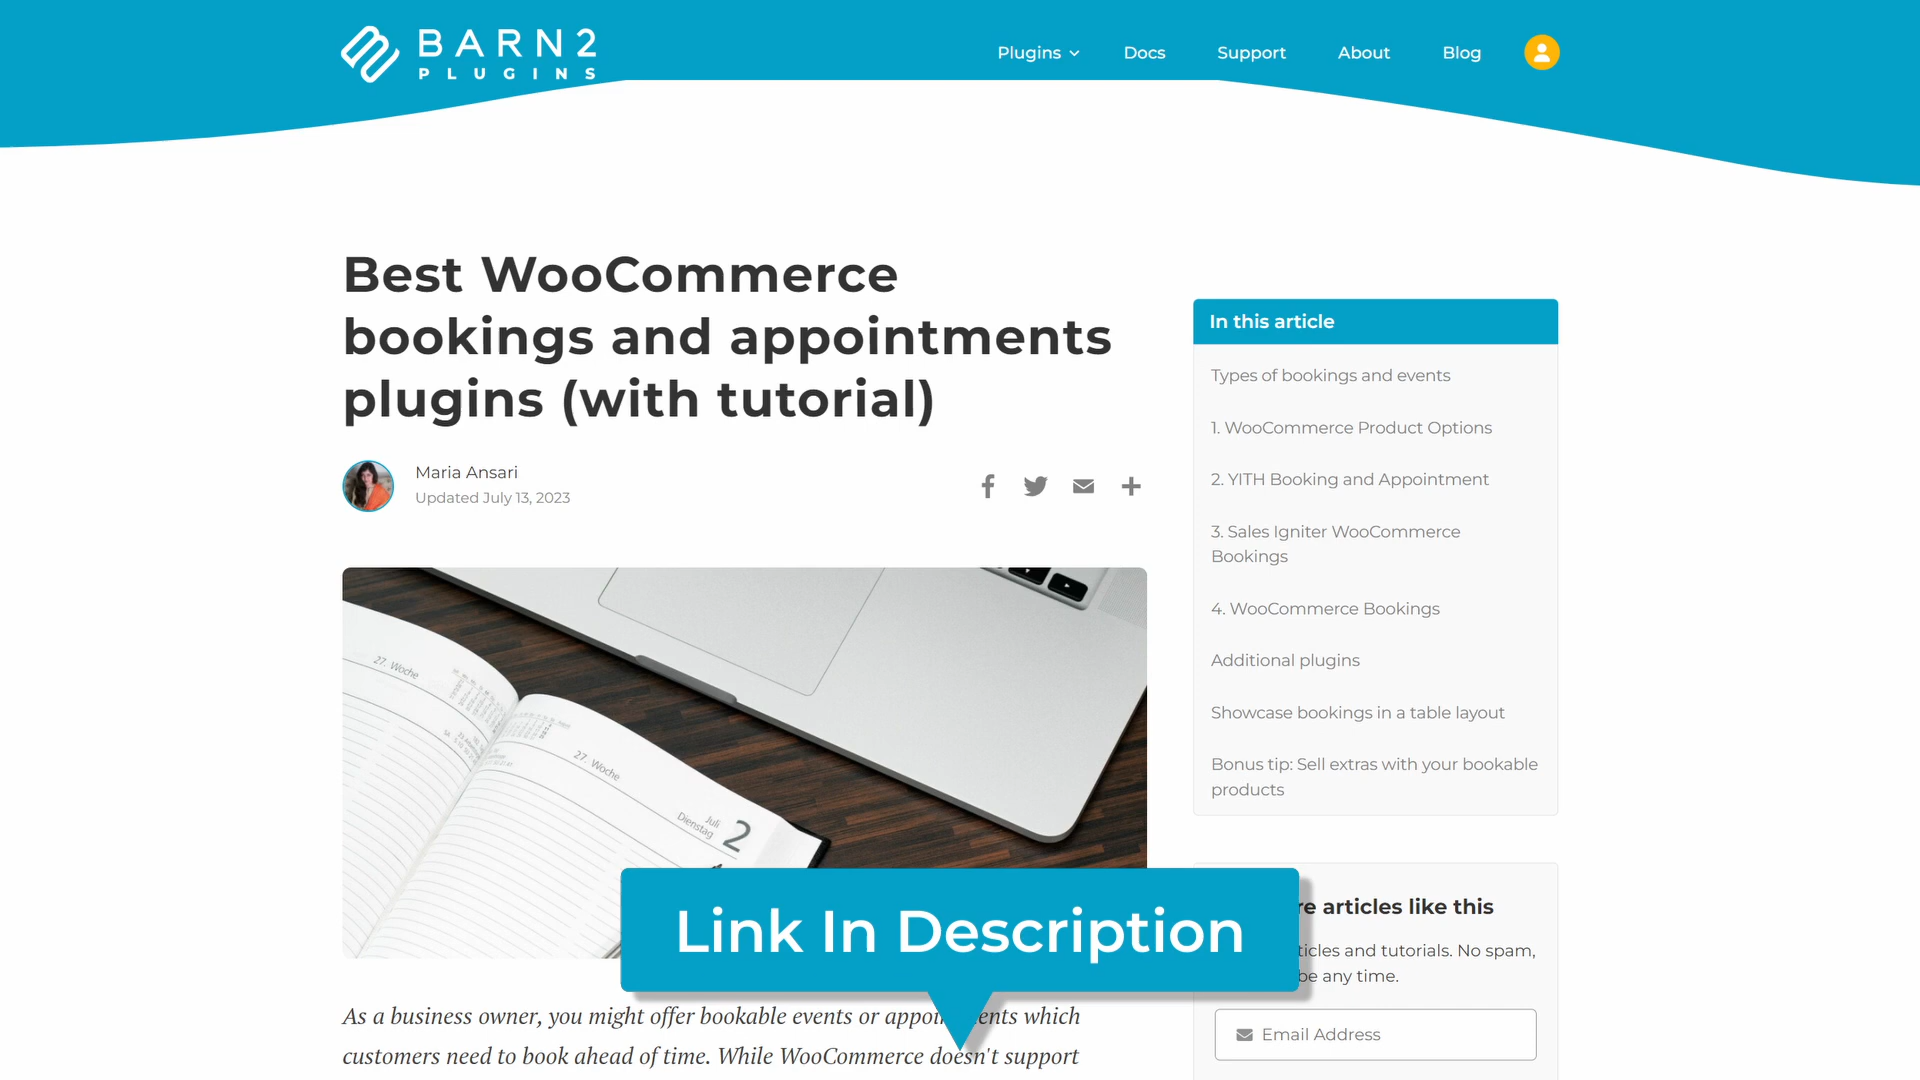 BARN2
PLUGINS
Plugins
Docs
Support
About
Blog
Best WooCommerce
bookings and appointments
plugins (with tutorial)
Maria Ansari
Updated July 13, 2023
27. Woche
27. Woche
Juli
Dienstag
2
In this article
Types of bookings and events
1. WooCommerce Product Options
2. YITH Booking and Appointment
3. Sales Igniter WooCommerce
Bookings
4. WooCommerce Bookings
Additional plugins
Showcase bookings in a table layout
Bonus tip: Sell extras with your bookable
products
articles like this
and tutorials. No spam,
any time.
Email Address
Link In Description
As a business owner, you might offer bookable events or which
customers need to book ahead of time. While WooCommerce doesn't support